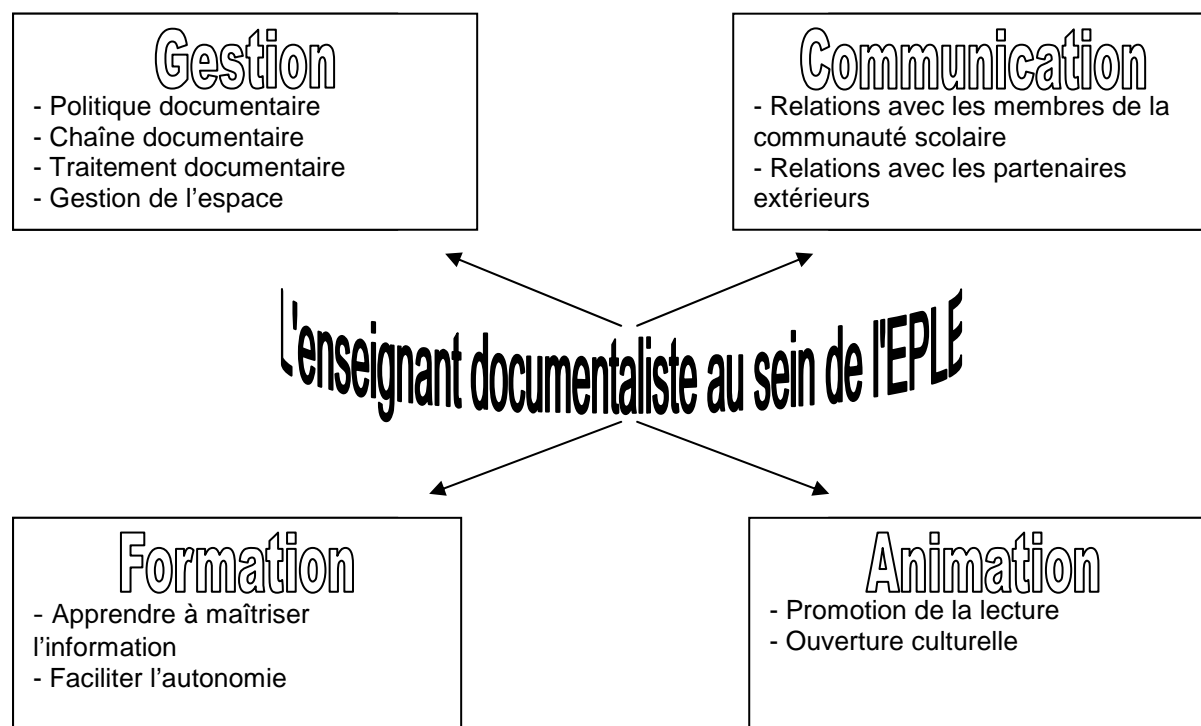 Gestion
- Politique documentaire
- Chaîne documentaire
- Traitement documentaire
- Gestion de l’espace
Communication
- Relations avec les membres de la
communauté scolaire
- Relations avec les partenaires
extérieurs
L'enseignant documentaliste au sein de l'EPLE
Formation
- Apprendre à maîtriser
l’information
- Faciliter l’autonomie
Animation
- Promotion de la lecture
- Ouverture culturelle